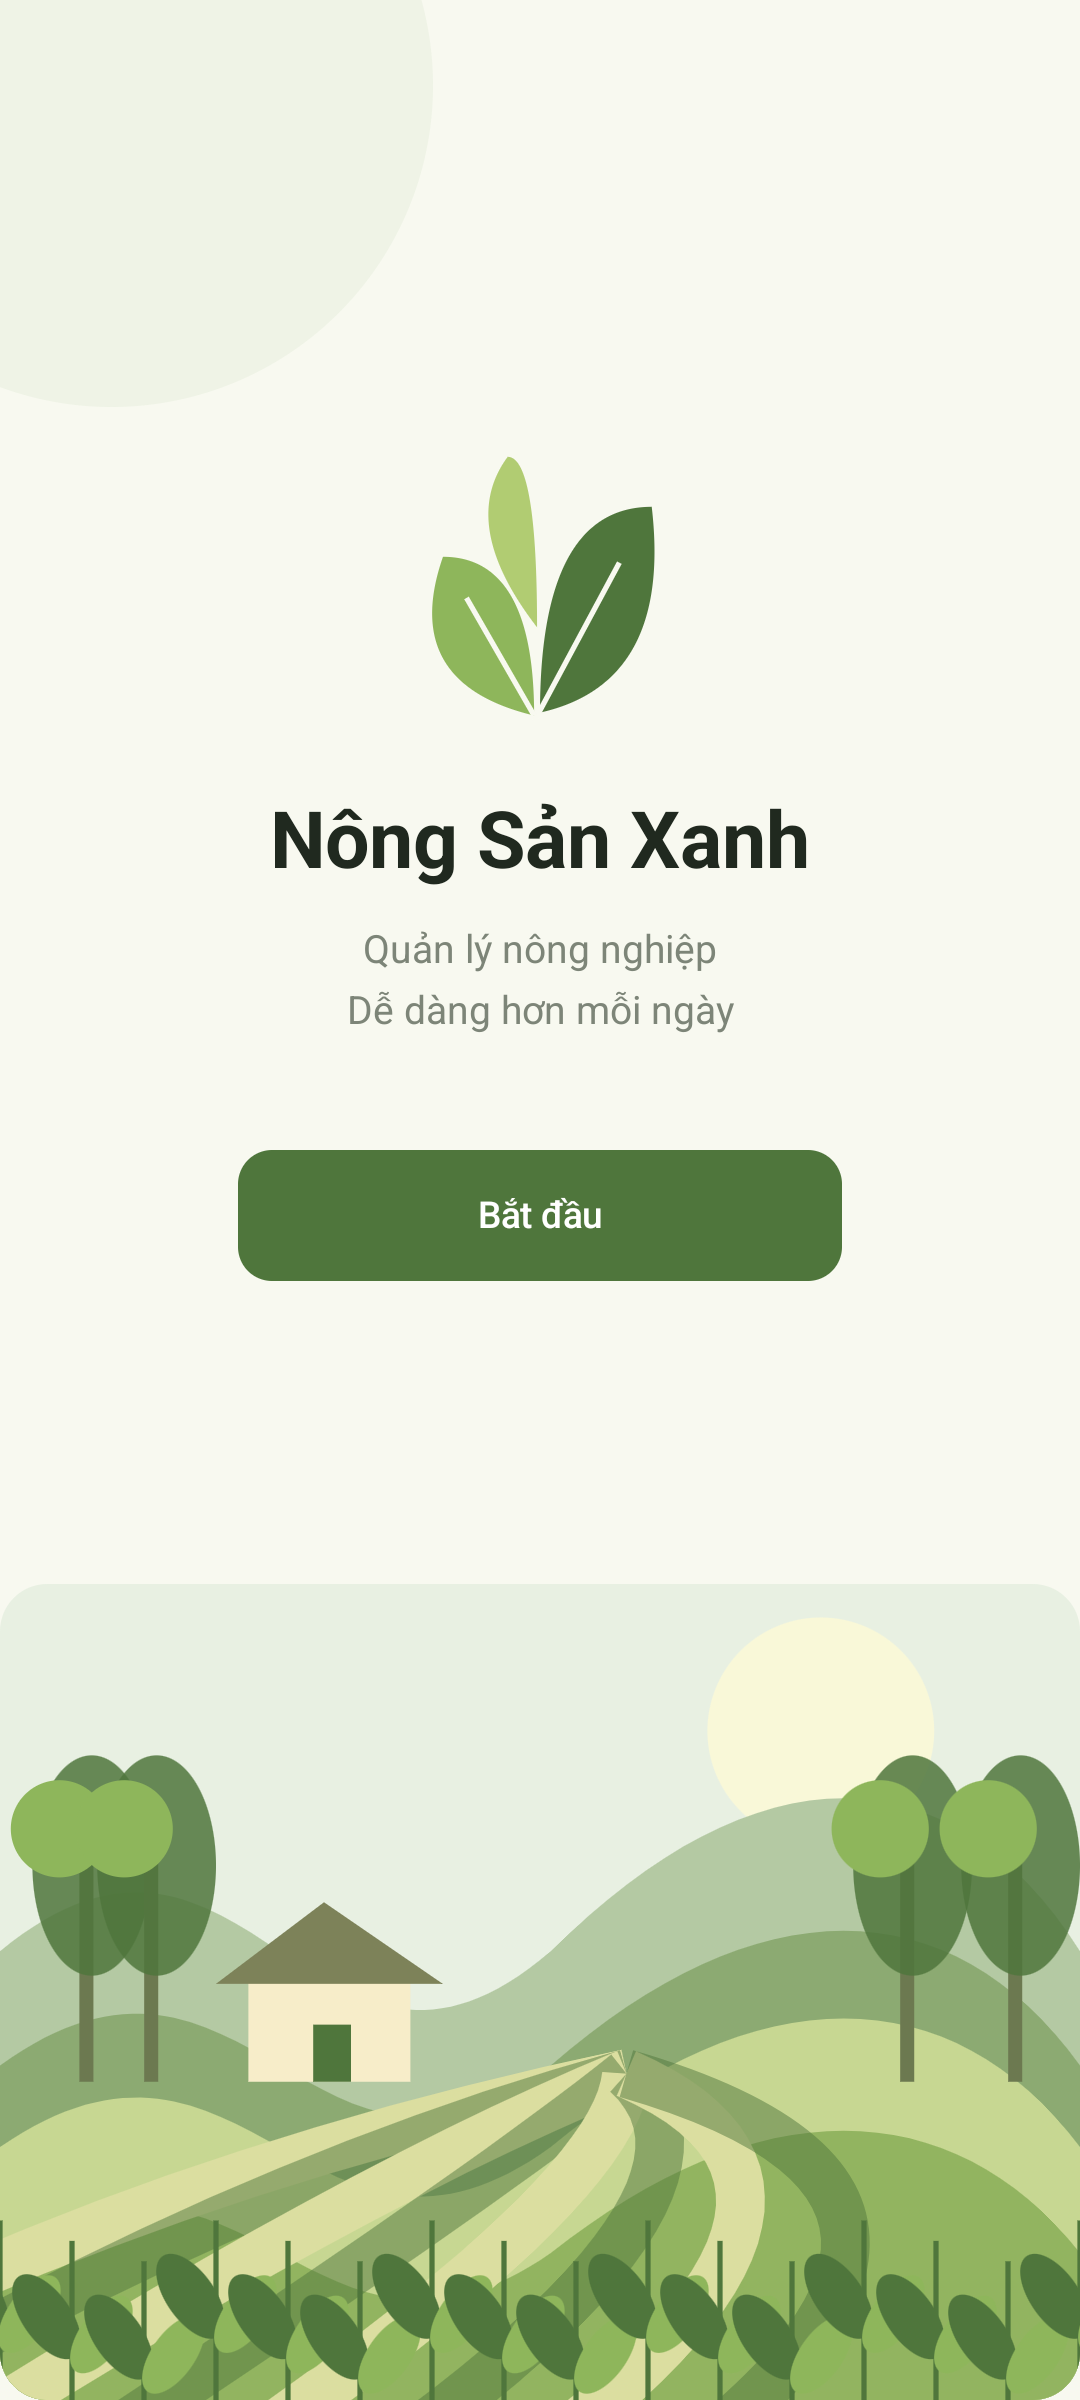 Nông Sản Xanh
Quản lý nông nghiệp
Dễ dàng hơn mỗi ngày
Bắt đầu